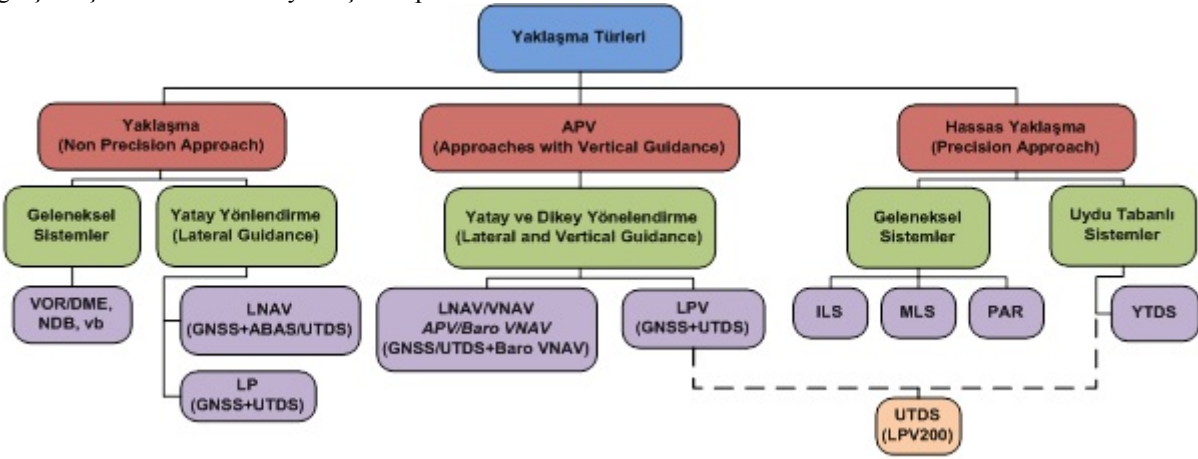 Yaklaşma Türleri
Yaklaşma
(Non Precision Approach)
APV
(Approaches with Vertical Guidance)
Hassas Yaklaşma
(Precision Approach)
Geleneksel
Sistemler
Yatay Yönlendirme
(Lateral Guidance)
Yatay ve Dikey Yönelendirme
(Lateral and Vertical Guidance)
Geleneksel
Sistemler
Uydu Tabanlı
Sistemler
VOR/DME,
NDB, vb
LNAV
(GNSS+ABAS/UTDS)
LP
(GNSS+UTDS)
LNAV/VNAV
APV/Baro VNAV
(GNSS/UTDS+Baro VNAV)
LPV
(GNSS+UTDS)
ILS
MLS
PAR
YTDS
UTDS
(LPV200)